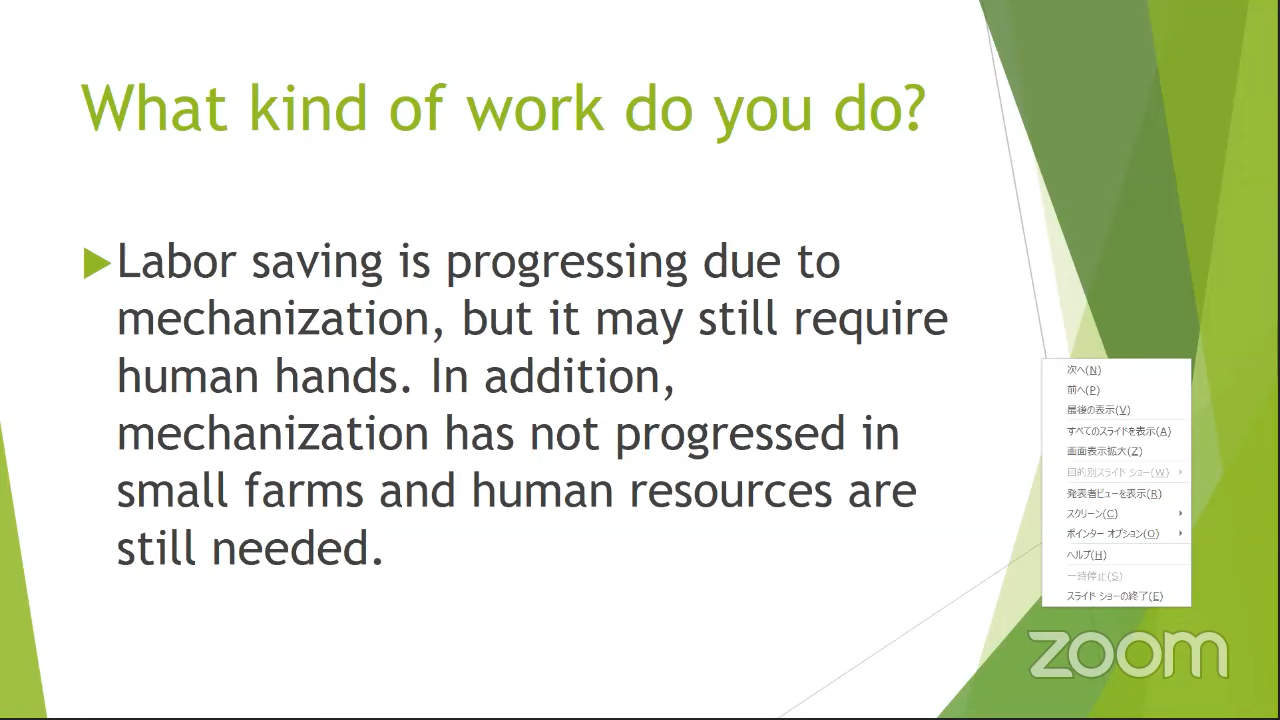 What kind of work do you do?
Labor saving is progressing due to
mechanization, but it may still require
human hands. In addition,
mechanization has not progressed in
small farms and human resources are
still needed.
次へ(N)
前へ(P)
最後の表示(V)
すべてのスライドを表示(A)
画面表示拡大(Z)
目的別スライド ショー(W)
発表者ビューを表示(R)
スクリーン(C)
ポインター オプション(O)
ヘルプ(H)
一時停止(S)
スライド ショーの終了(E)
zoom